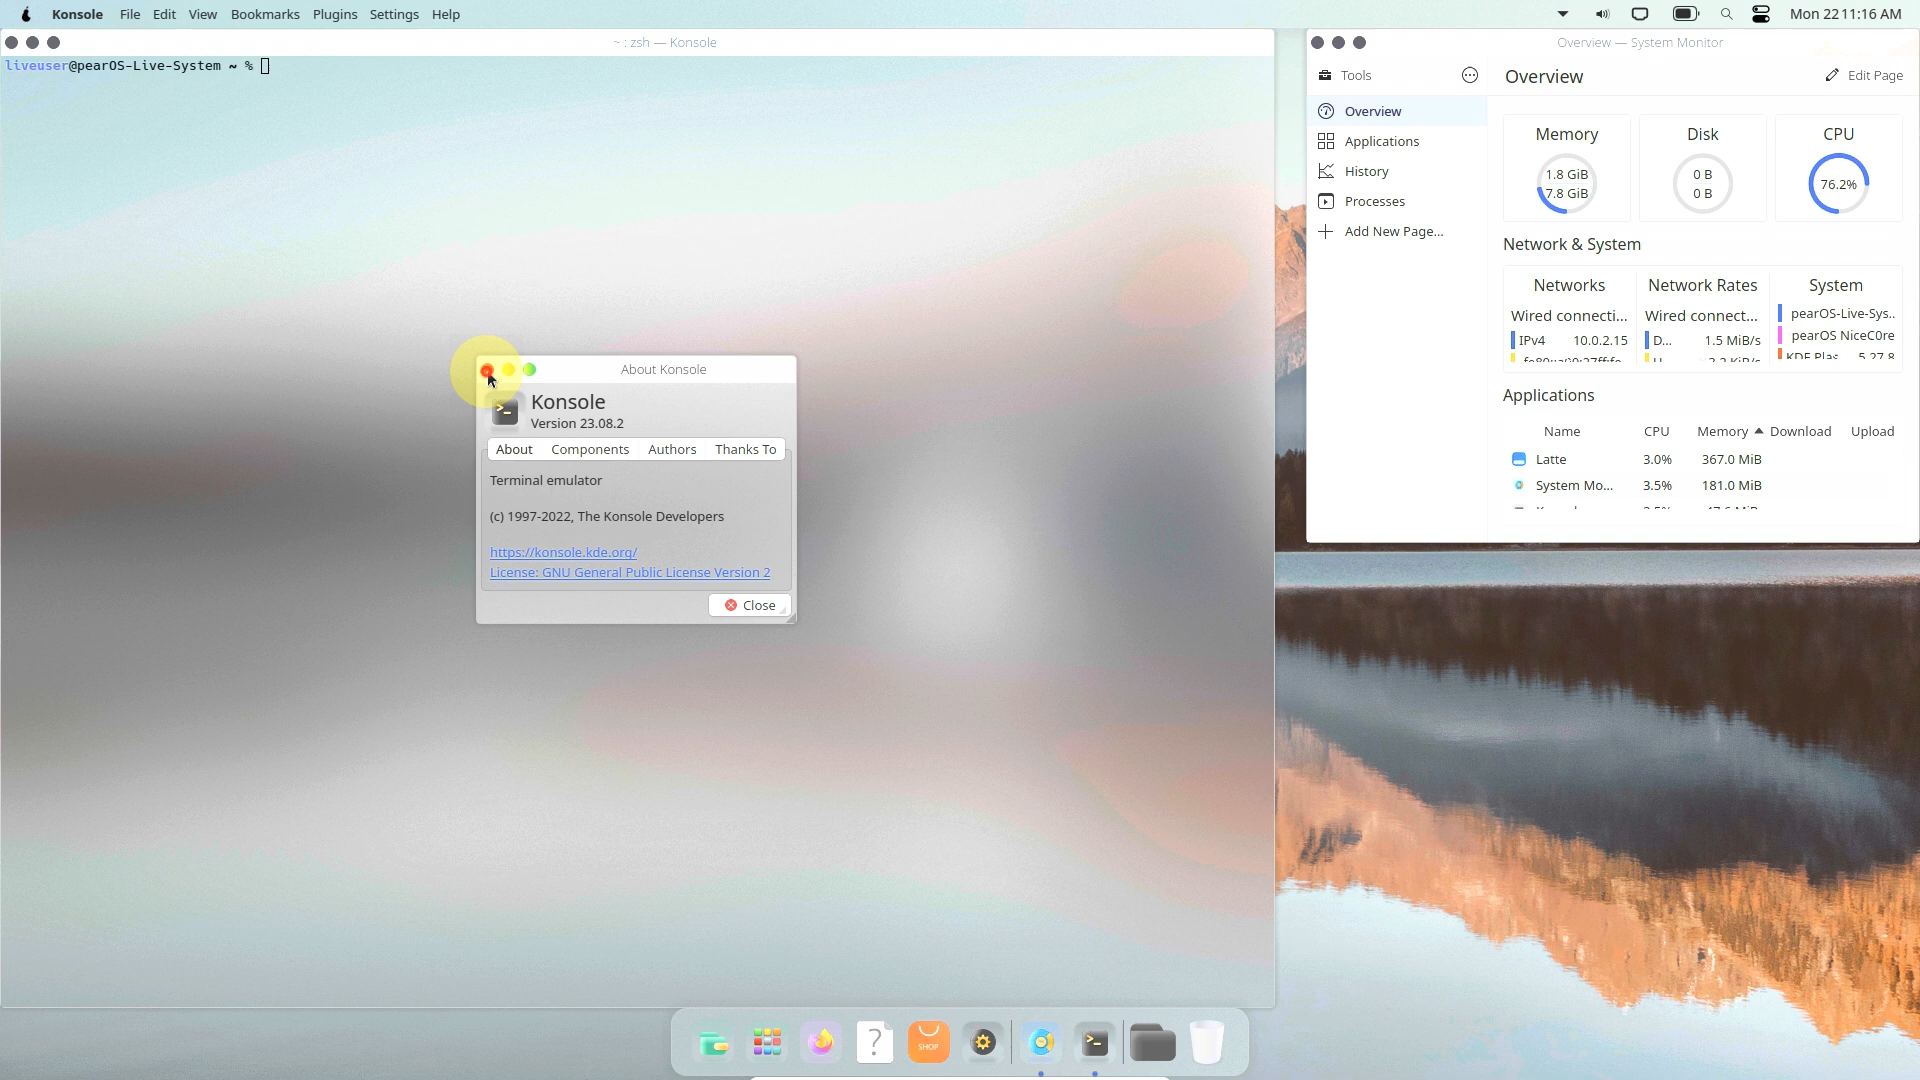 Konsole File Edit View Bookmarks Plugins Settings Help
Mon 22 11:16 AM
~ : zsh — Konsole
liveuser@pearOS-Live-System ~ %
About Konsole
Konsole
Version 23.08.2
About Components Authors Thanks To
Terminal emulator
(c) 1997-2022, The Konsole Developers
https://konsole.kde.org/
License: GNU General Public License Version 2
Close
Overview — System Monitor
Tools
Overview
Edit Page
Overview
Applications
History
Processes
Add New Page...
Memory
1.8 GiB
7.8 GiB
Disk
0 B
0 B
CPU
76.2%
Network & System
Networks
Wired connecti...
IPv4 10.0.2.15
Network Rates
Wired connect...
D... 1.5 MiB/s
System
pearOS-Live-Sys..
pearOS NiceC0re
KDE Plas 5.27.8
Applications
Name CPU Memory Download Upload
Latte 3.0% 367.0 MiB
System Mo... 3.5% 181.0 MiB
SHOP